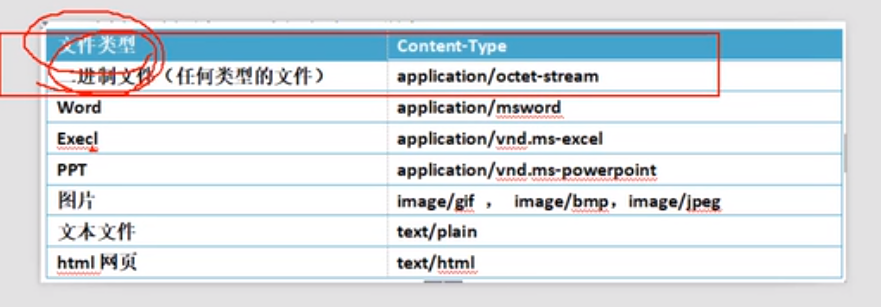 文件类型 Content-Type
二进制文件（任何类型的文件） application/octet-stream
Word application/msword
Execl application/vnd.ms-excel
PPT application/vnd.ms-powerpoint
图片 image/gif ， image/bmp，image/jpeg
文本文件 text/plain
html 网页 text/html